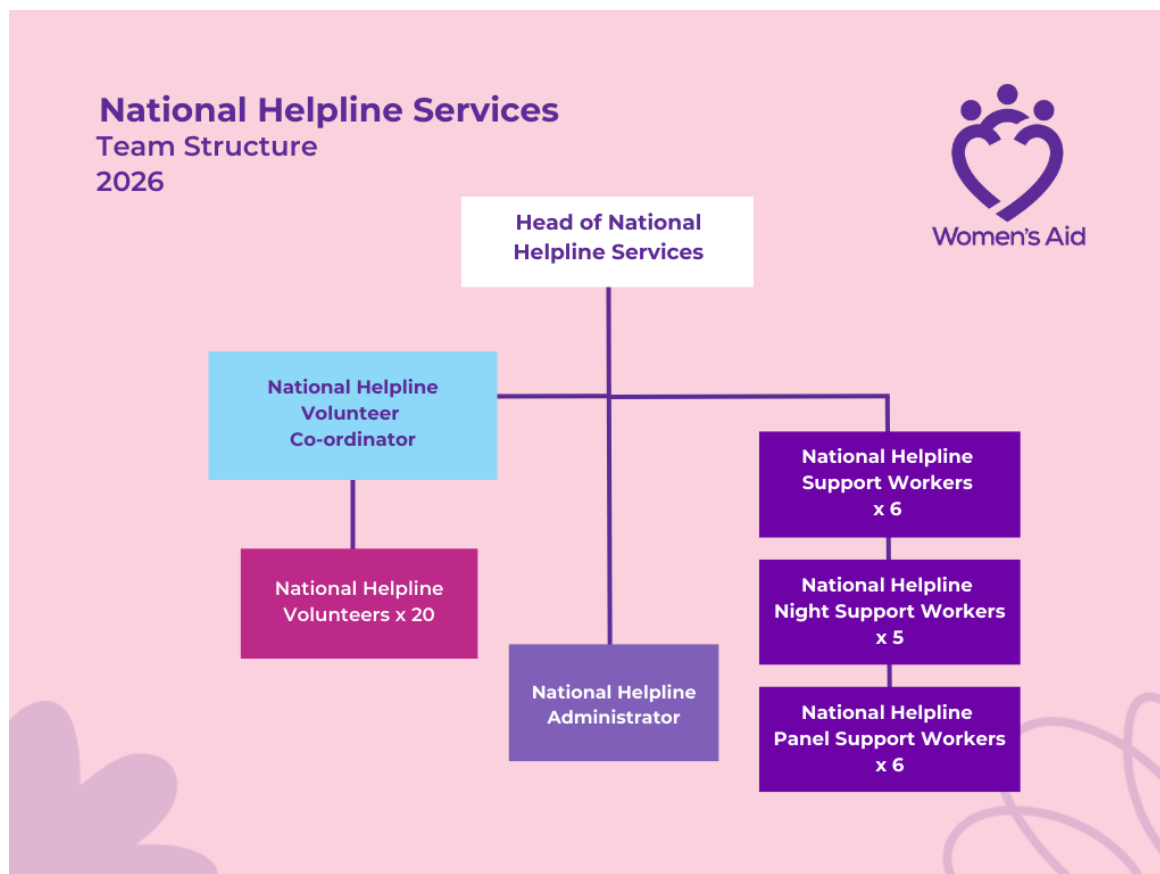 National Helpline Services
Team Structure
2026
Women's Aid
Head of National
Helpline Services
National Helpline
Volunteer
Co-ordinator
National Helpline
Volunteers x 20
National Helpline
Administrator
National Helpline
Support Workers
x 6
National Helpline
Night Support Workers
x 5
National Helpline
Panel Support Workers
x 6